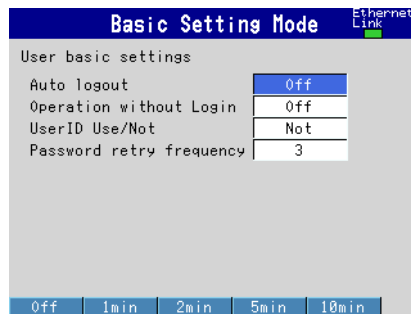 Basic Setting Mode
Ethernet
Link
User basic settings
Auto logout Off
Operation without Login Off
UserID Use/Not Not
Password retry frequency 3
Off 1min 2min 5min 10min